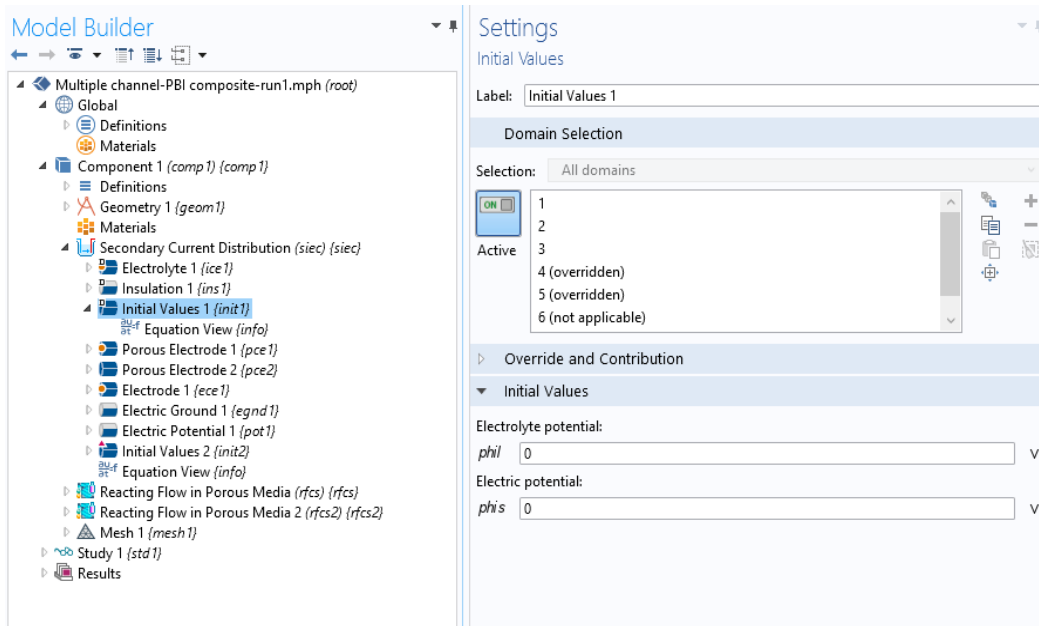 Model Builder
Multiple channel-PBI composite-run1.mph (root)
Global
Definitions
Materials
Component 1 (comp1) {comp1}
Definitions
Geometry 1 {geom1}
Materials
Secondary Current Distribution (siec) {siec}
Electrolyte 1 {ice1}
Insulation 1 {ins1}
Initial Values 1 {init1}
Equation View {info}
Porous Electrode 1 {pce1}
Porous Electrode 2 {pce2}
Electrode 1 {ece1}
Electric Ground 1 {egnd1}
Electric Potential 1 {pot1}
Initial Values 2 {init2}
Equation View {info}
Reacting Flow in Porous Media (rfcs) {rfcs}
Reacting Flow in Porous Media 2 (rfcs2) {rfcs2}
Mesh 1 {mesh1}
Study 1 {std1}
Results
Settings
Initial Values
Label: Initial Values 1
Domain Selection
Selection: All domains
ON
Active
1
2
3
4 (overridden)
5 (overridden)
6 (not applicable)
Override and Contribution
Initial Values
Electrolyte potential:
phil 0 V
Electric potential:
phis 0 V